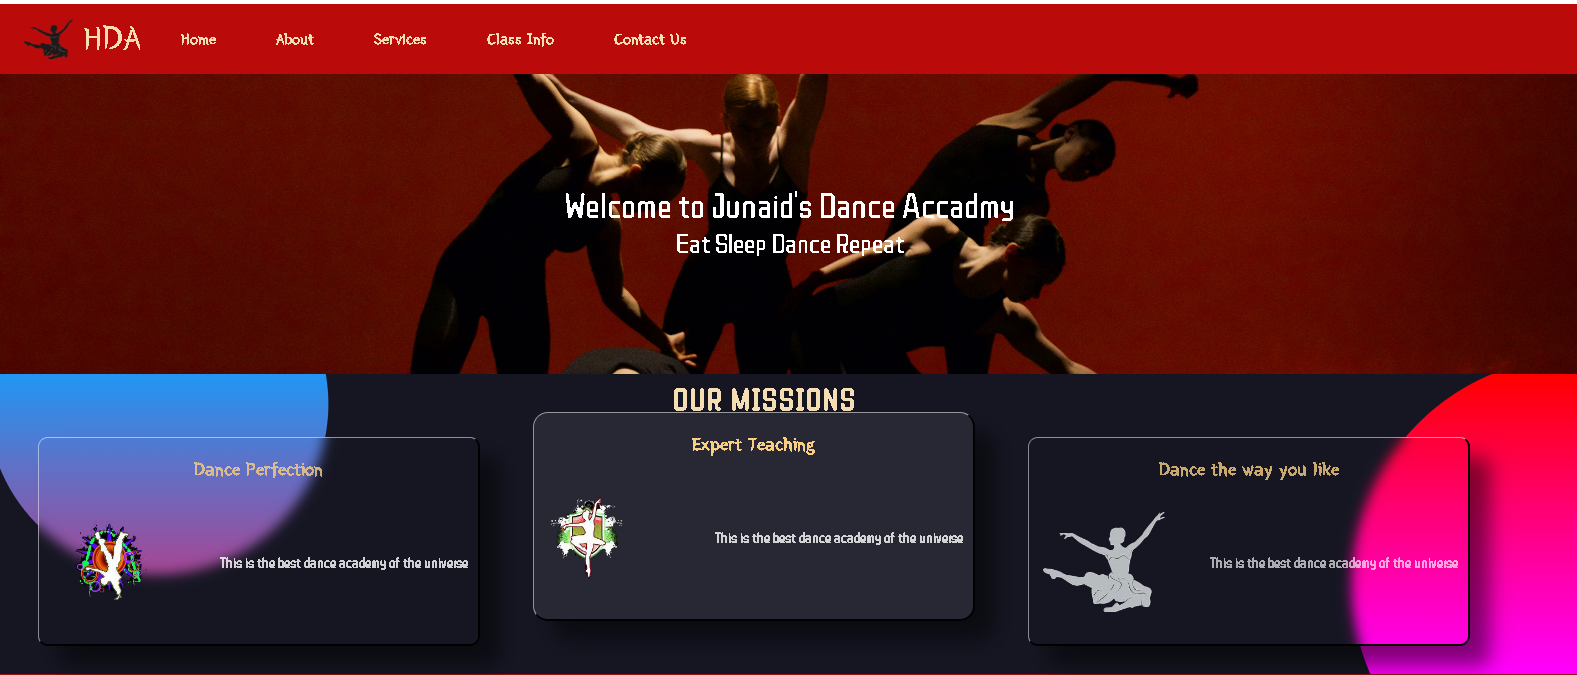 HDA
Home
About
Services
Class Info
Contact Us
Welcome to Junaid's Dance Accadmy
Eat Sleep Dance Repeat
OUR MISSIONS
Dance Perfection
This is the best dance academy of the universe
Expert Teaching
This is the best dance academy of the universe
Dance the way you like
This is the best dance academy of the universe